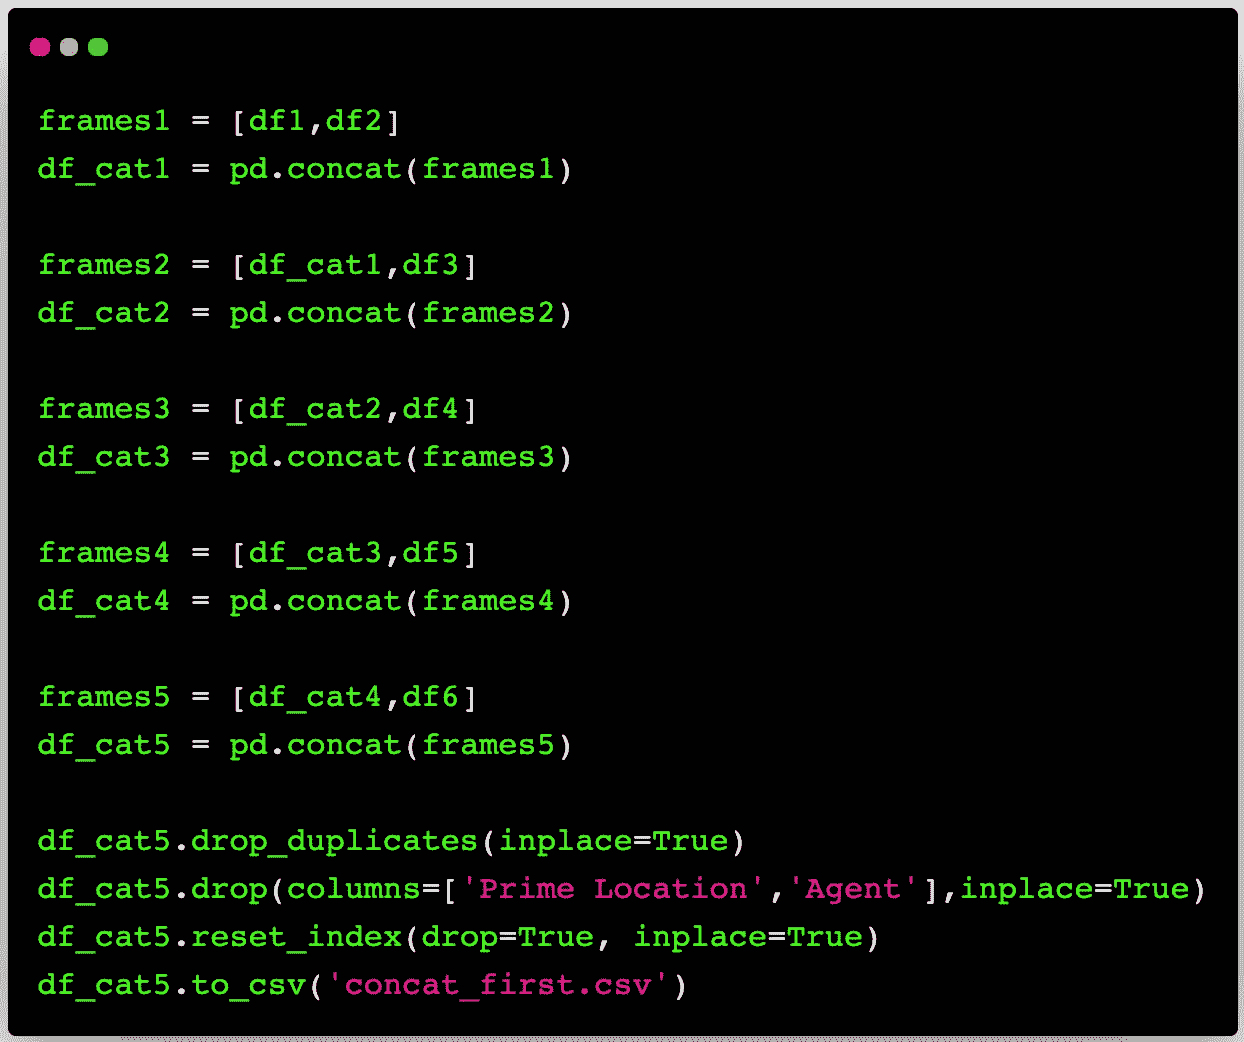 frames1 = [df1,df2]
df_cat1 = pd.concat(frames1)
frames2 = [df_cat1,df3]
df_cat2 = pd.concat(frames2)
frames3 = [df_cat2,df4]
df_cat3 = pd.concat(frames3)
frames4 = [df_cat3,df5]
df_cat4 = pd.concat(frames4)
frames5 = [df_cat4,df6]
df_cat5 = pd.concat(frames5)
df_cat5.drop_duplicates(inplace=True)
df_cat5.drop(columns=['Prime Location','Agent'],inplace=True)
df_cat5.reset_index(drop=True, inplace=True)
df_cat5.to_csv('concat_first.csv')